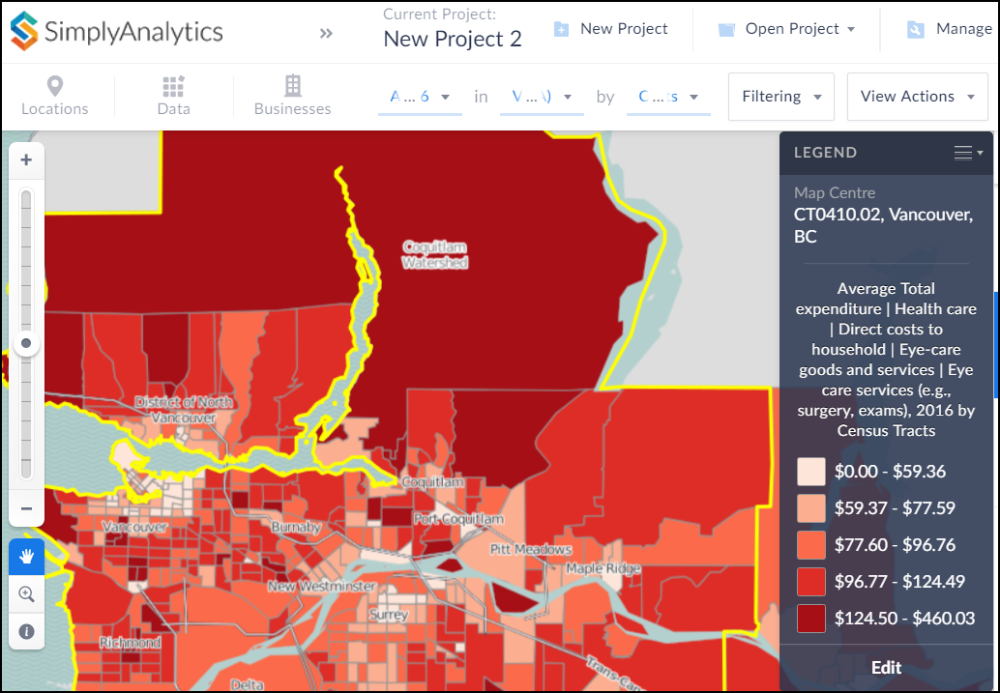 SimplyAnalytics
»
Current Project:
New Project 2
New Project
Open Project
Manage
Locations
Data
Businesses
A ... 6
in
V ... \)
by
C ... ts
Filtering
View Actions
+
−
i
Coquitlam
Watershed
District of North
Vancouver
Coquitlam
Vancouver
Burnaby
Port Coquitlam
Pitt Meadows
Maple Ridge
New Westminster
Surrey
Richmond
Delta
Trans-Can
LEGEND
Map Centre
CT0410.02, Vancouver,
BC
Average Total
expenditure | Health care
| Direct costs to
household | Eye-care
goods and services | Eye
care services (e.g.,
surgery, exams), 2016 by
Census Tracts
$0.00 - $59.36
$59.37 - $77.59
$77.60 - $96.76
$96.77 - $124.49
$124.50 - $460.03
Edit